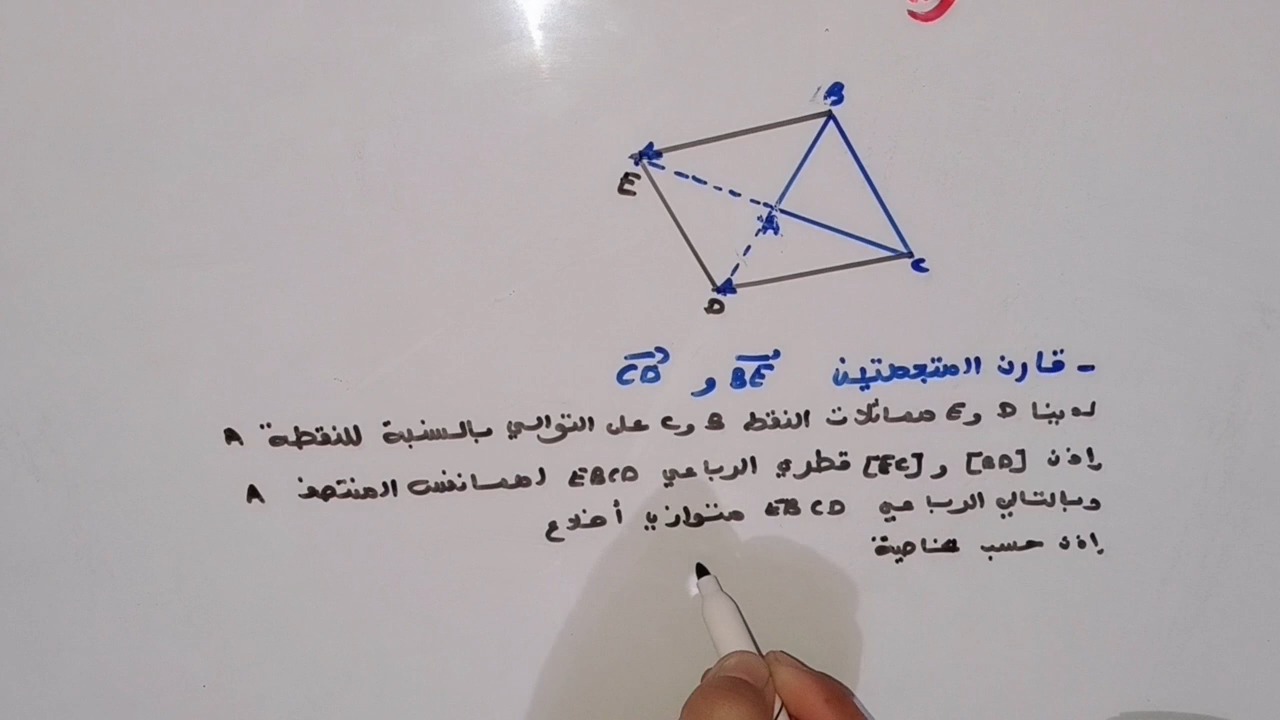 B
E
A
C
D
- قارن المتجهتين BE و CD
لدينا D و E مماثلات النقط B و C على التوالي بالنسبة للنقطة A
إذن [BD] و [EC] قطري الرباعي EBCD لهما نفس المنتصف A
وبالتالي الرباعي EBCD متوازي أضلاع
إذن حسب خاصية